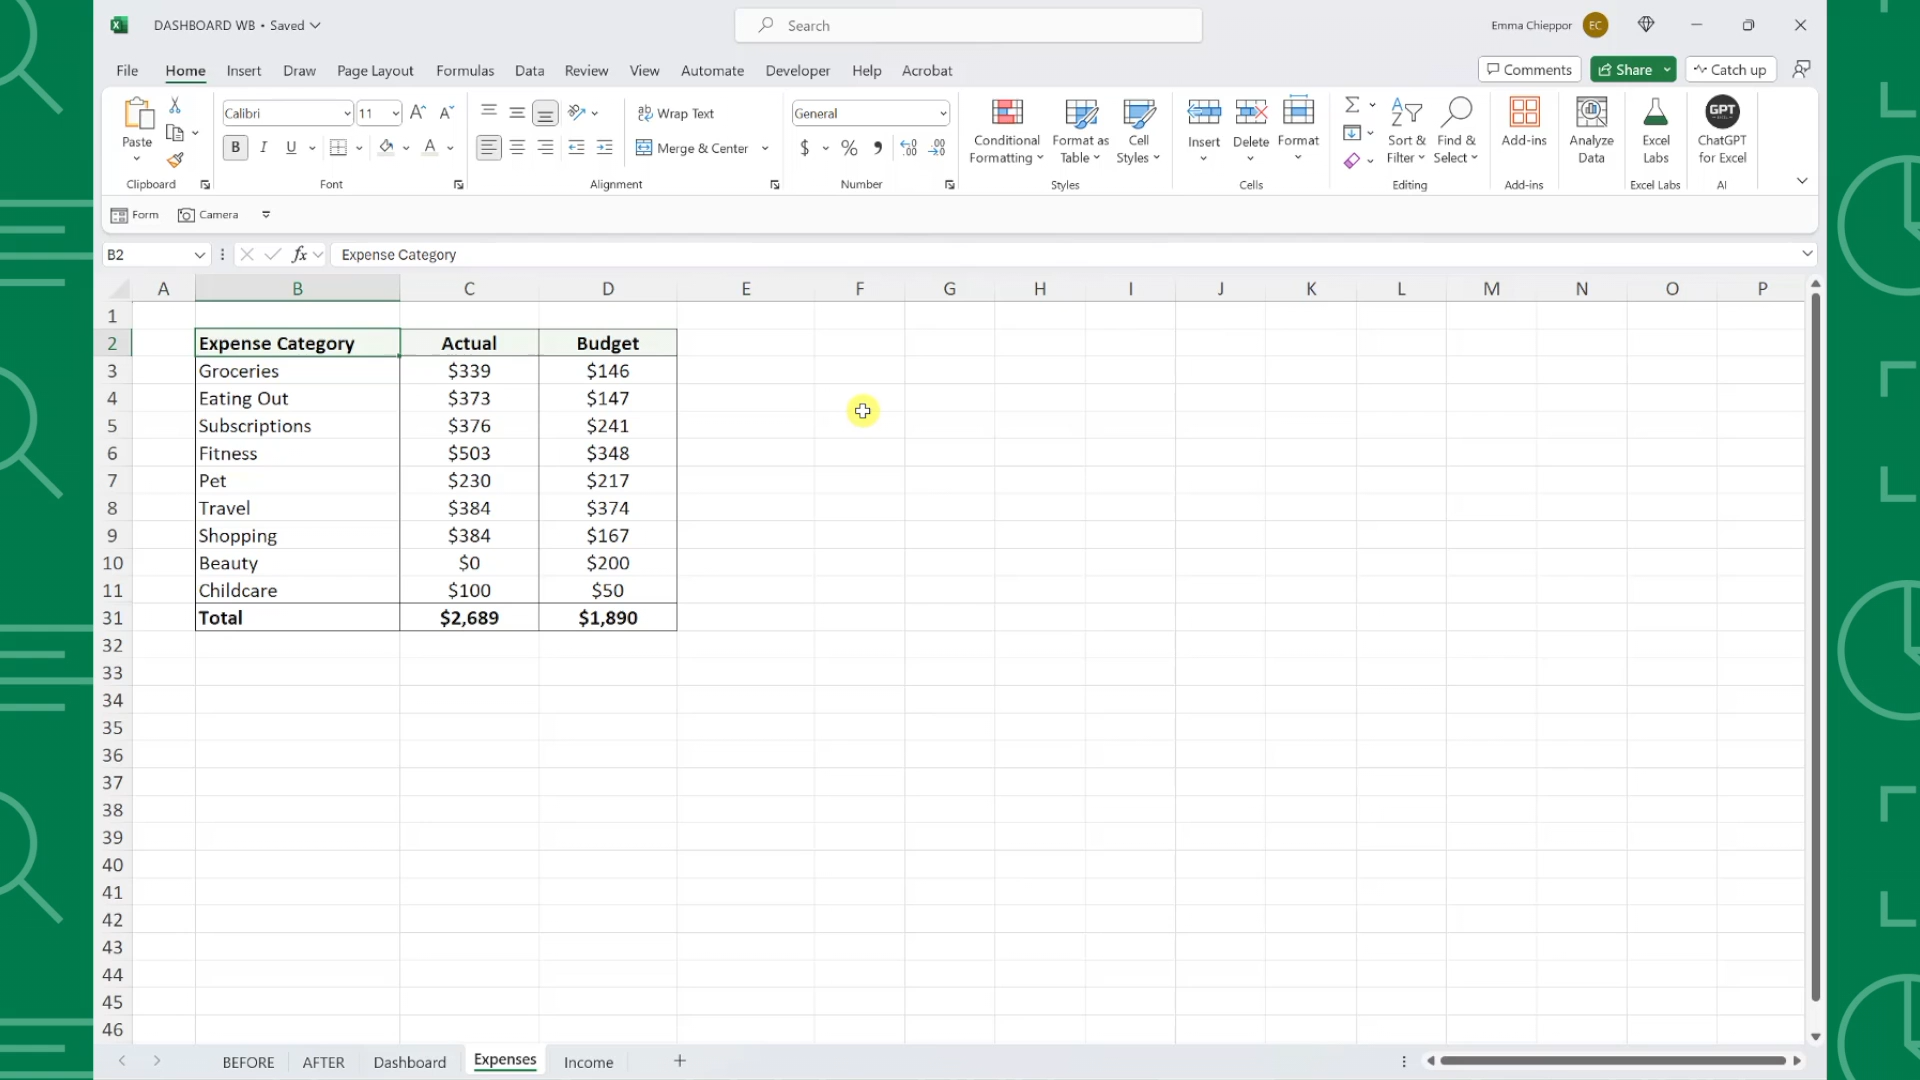 DASHBOARD WB • Saved
Search
Emma Chieppor
EC
File Home Insert Draw Page Layout Formulas Data Review View Automate Developer Help Acrobat
Comments
Share
Catch up
Paste
Clipboard
Calibri
11
B I U
Font
Wrap Text
Merge & Center
Alignment
General
$ % 9
Number
Conditional Formatting
Format as Table
Cell Styles
Styles
Insert
Delete
Format
Cells
Sort & Filter
Find & Select
Editing
Add-ins
Add-ins
Analyze Data
Excel Labs
Excel Labs
GPT
ChatGPT for Excel
AI
Form
Camera
B2
fx
Expense Category
A B C D E F G H I J K L M N O P
1
2 Expense Category Actual Budget
3 Groceries $339 $146
4 Eating Out $373 $147
5 Subscriptions $376 $241
6 Fitness $503 $348
7 Pet $230 $217
8 Travel $384 $374
9 Shopping $384 $167
10 Beauty $0 $200
11 Childcare $100 $50
31 Total $2,689 $1,890
32
33
34
35
36
37
38
39
40
41
42
43
44
45
46
BEFORE AFTER Dashboard Expenses Income